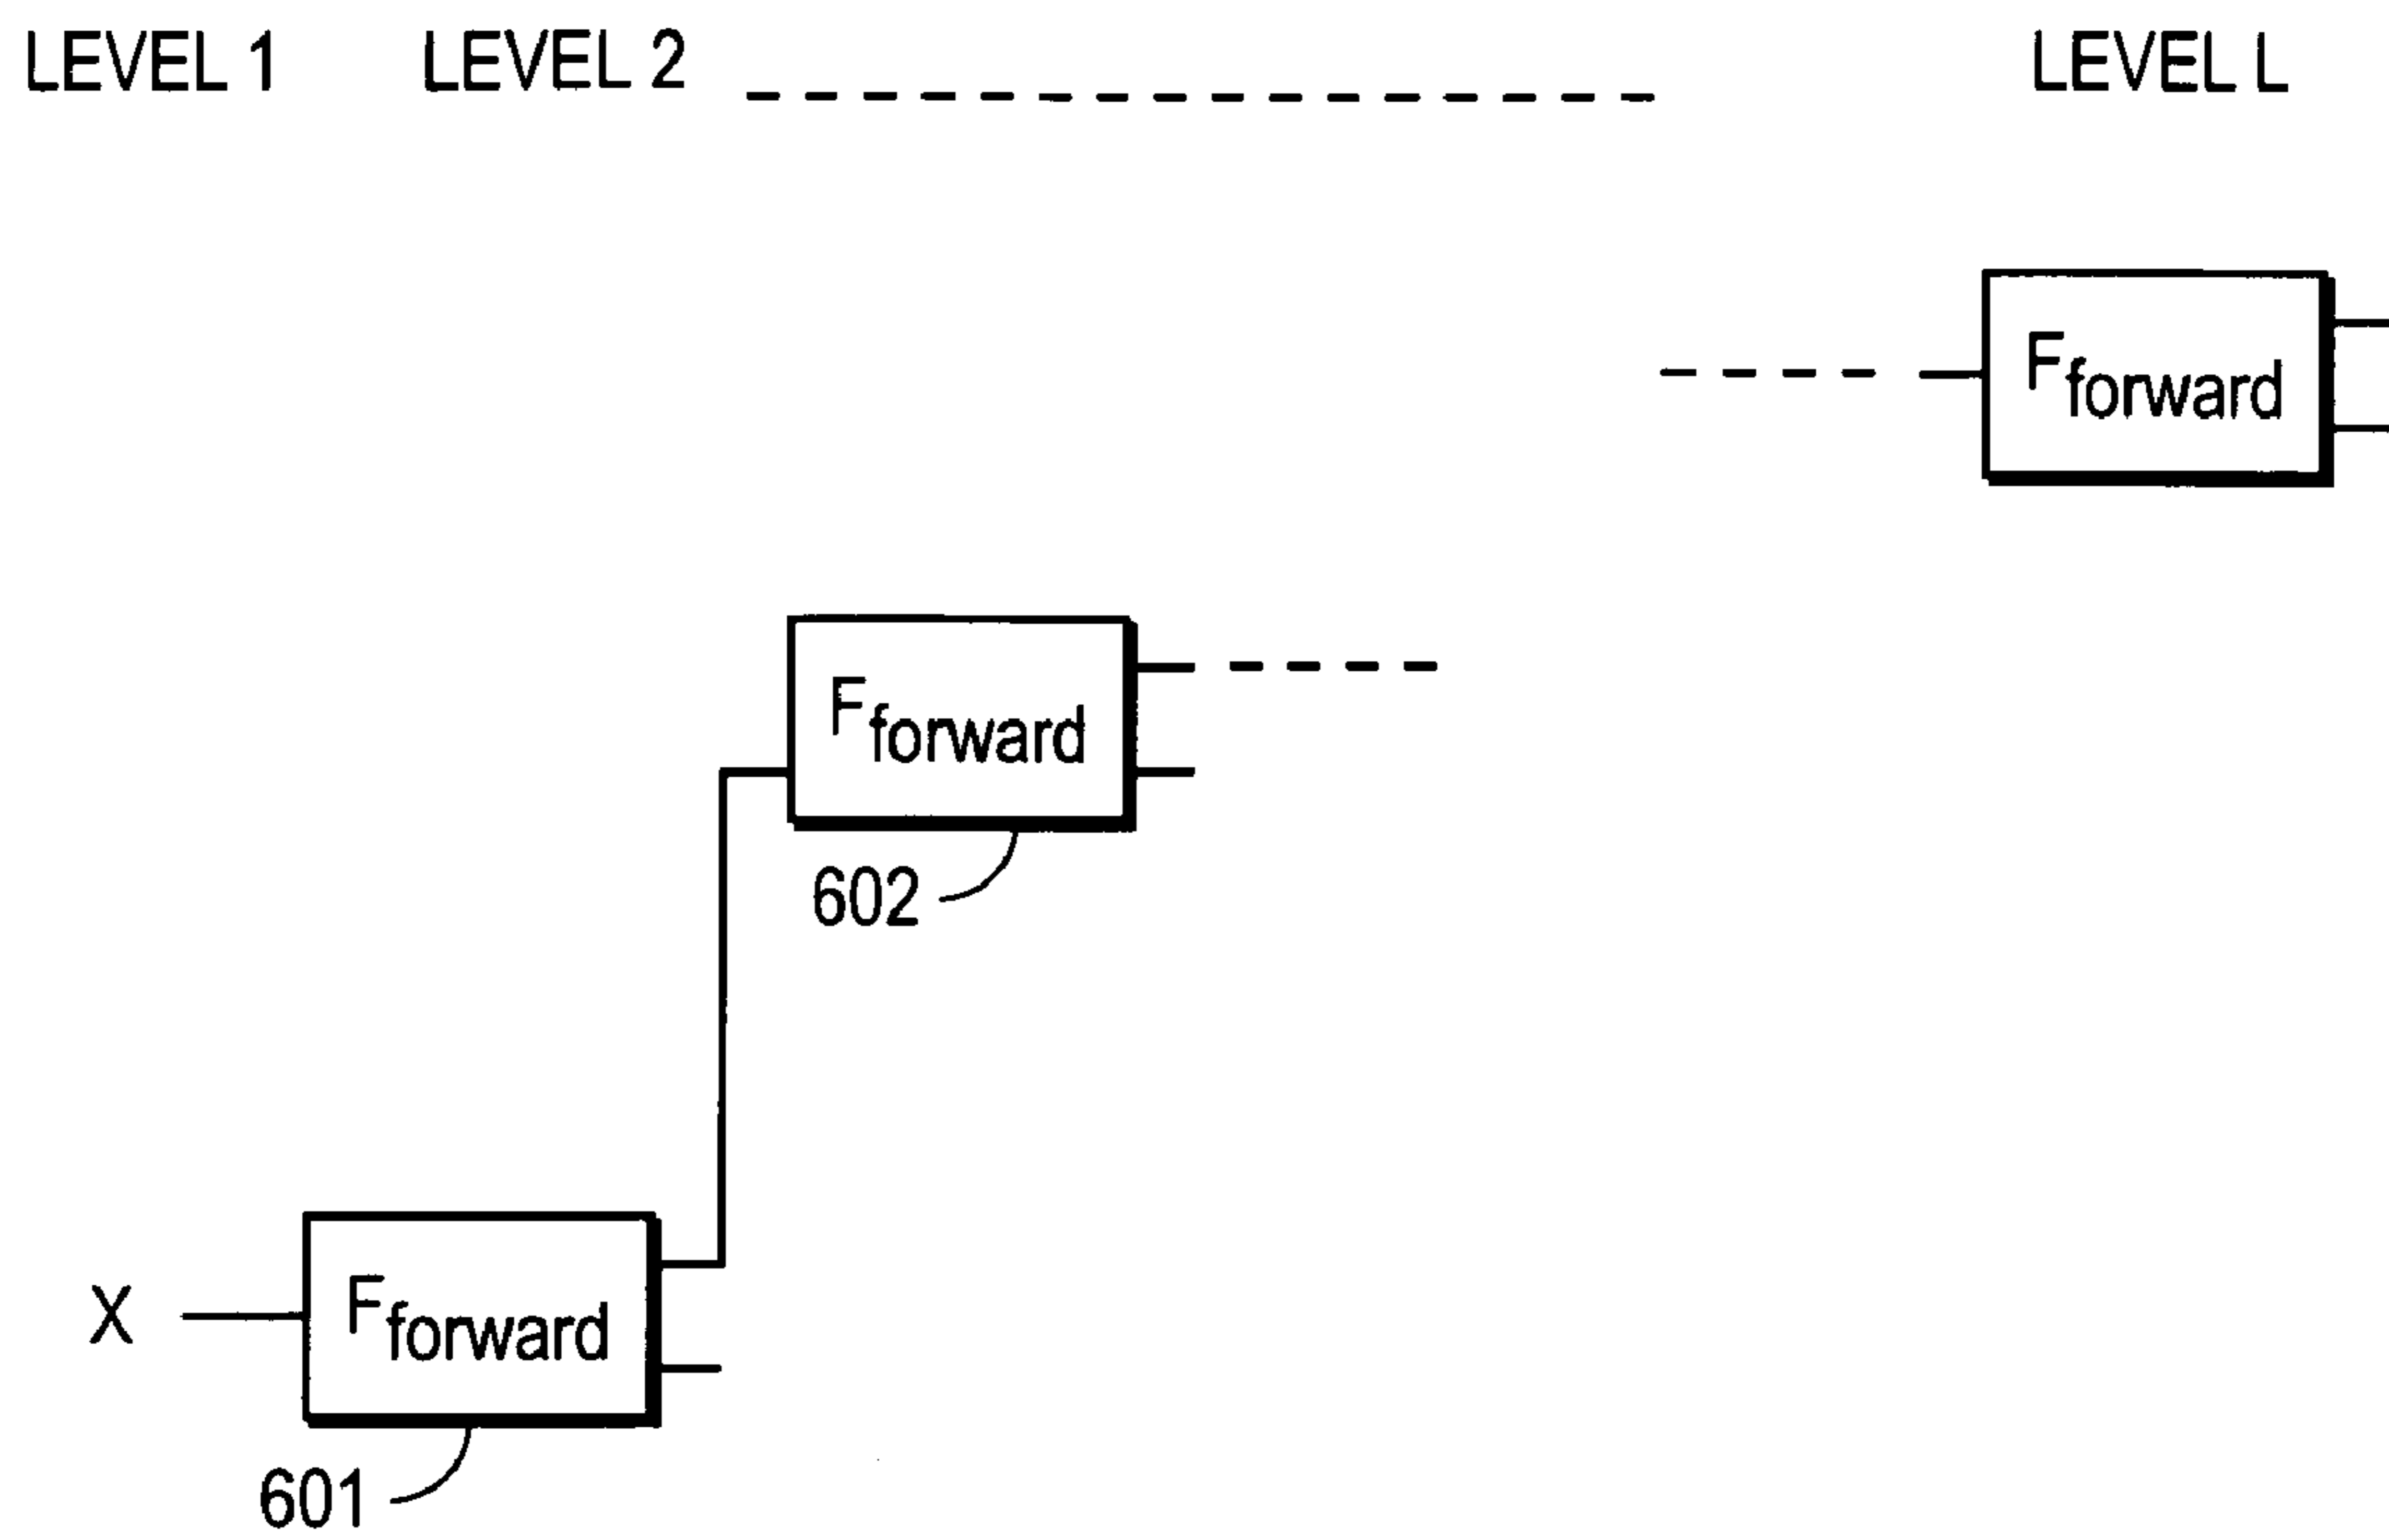 LEVEL 1 LEVEL 2 LEVEL L
Fforward
Fforward
602
X Fforward
601